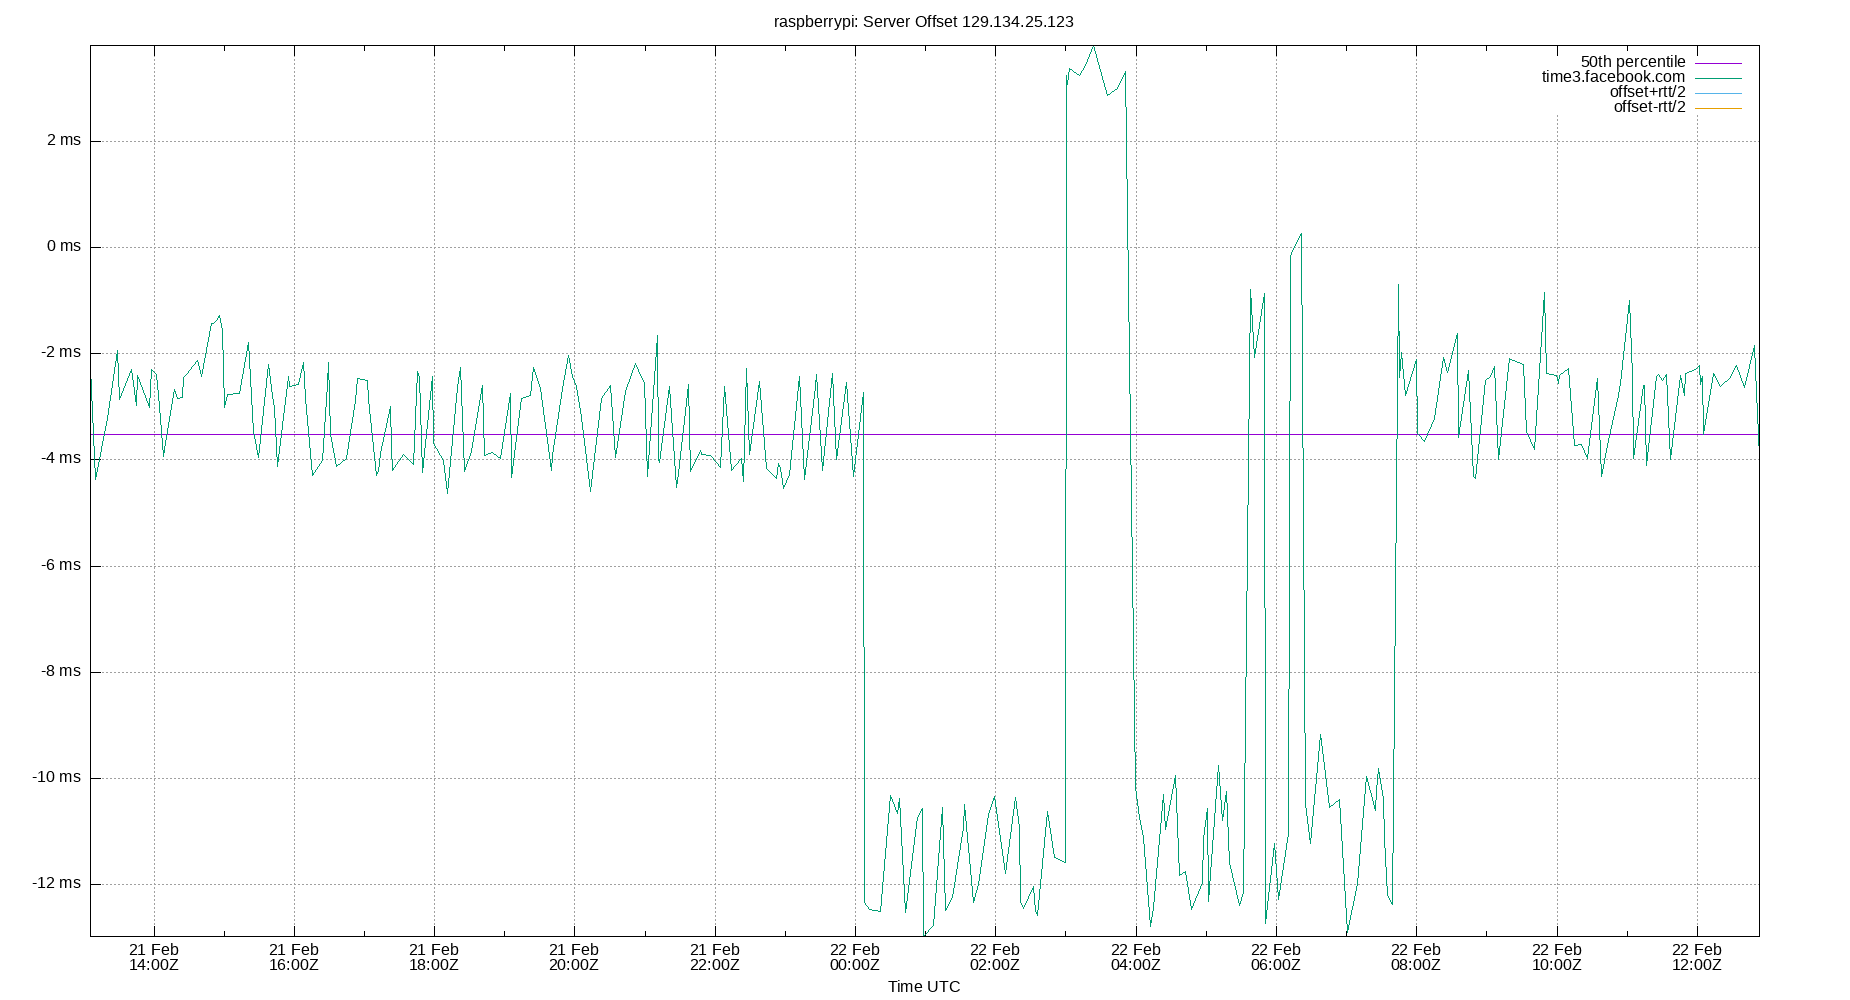 raspberrypi: Server Offset 129.134.25.123
50th percentile
time3.facebook.com
offset+rtt/2
offset-rtt/2
2 ms
0 ms
-2 ms
-4 ms
-6 ms
-8 ms
-10 ms
-12 ms
21 Feb 21 Feb 21 Feb 21 Feb 21 Feb 22 Feb 22 Feb 22 Feb 22 Feb 22 Feb 22 Feb 22 Feb
14:00Z 16:00Z 18:00Z 20:00Z 22:00Z 00:00Z 02:00Z 04:00Z 06:00Z 08:00Z 10:00Z 12:00Z
Time UTC